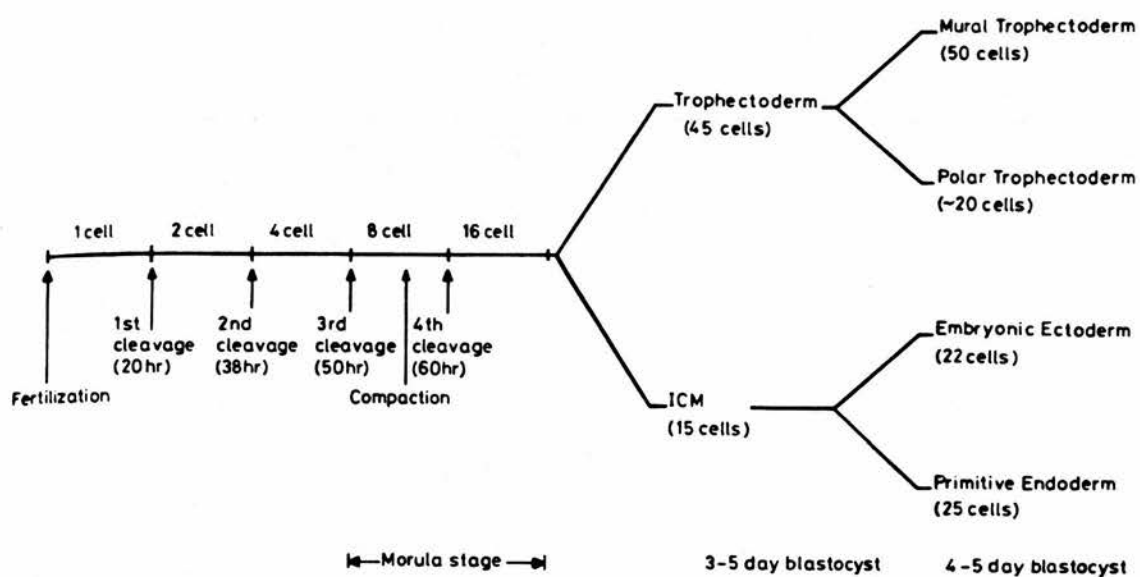 Mural Trophectoderm
(50 cells)
Trophectoderm
(45 cells)
Polar Trophectoderm
(~20 cells)
1 cell
2 cell
4 cell
8 cell
16 cell
1st
cleavage
(20hr)
2nd
cleavage
(38hr)
3rd
cleavage
(50hr)
4th
cleavage
(60hr)
Fertilization
Compaction
Embryonic Ectoderm
(22 cells)
ICM
(15 cells)
Primitive Endoderm
(25 cells)
Morula stage
3-5 day blastocyst
4-5 day blastocyst